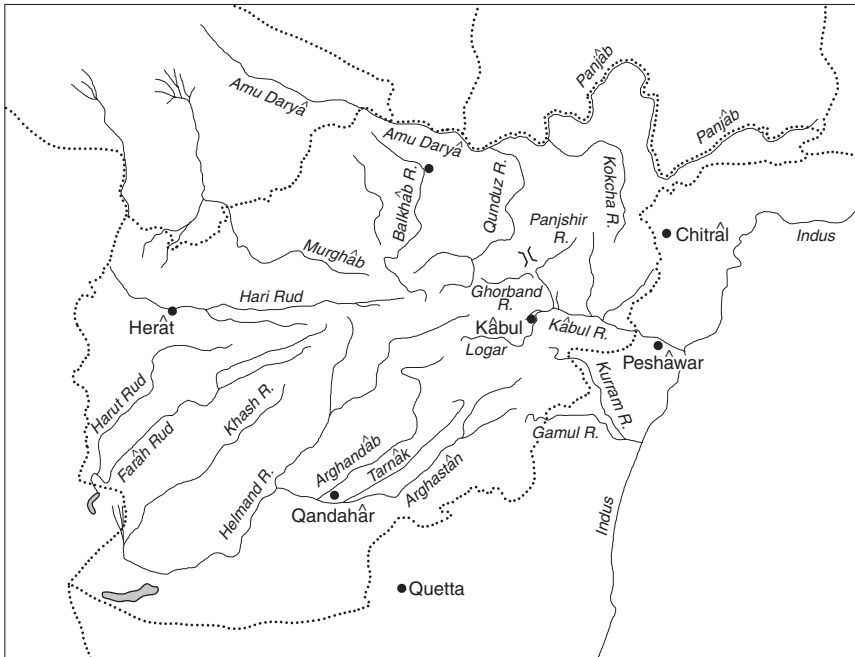 Panjâb
Amu Daryâ
Panjâb
Amu Daryâ
Balkhâb R.
Qunduz R.
Kokcha R.
Panjshir
R.
Chitrâl
Indus
Murghâb
Hari Rud
Ghorband
R.
Herât
Kâbul
Kâbul R.
Logar
Peshâwar
Harut Rud
Farâh Rud
Khash R.
Kurram R.
Gamul R.
Helmand R.
Arghandâb
Tarnâk
Arghastân
Qandahâr
Indus
Quetta